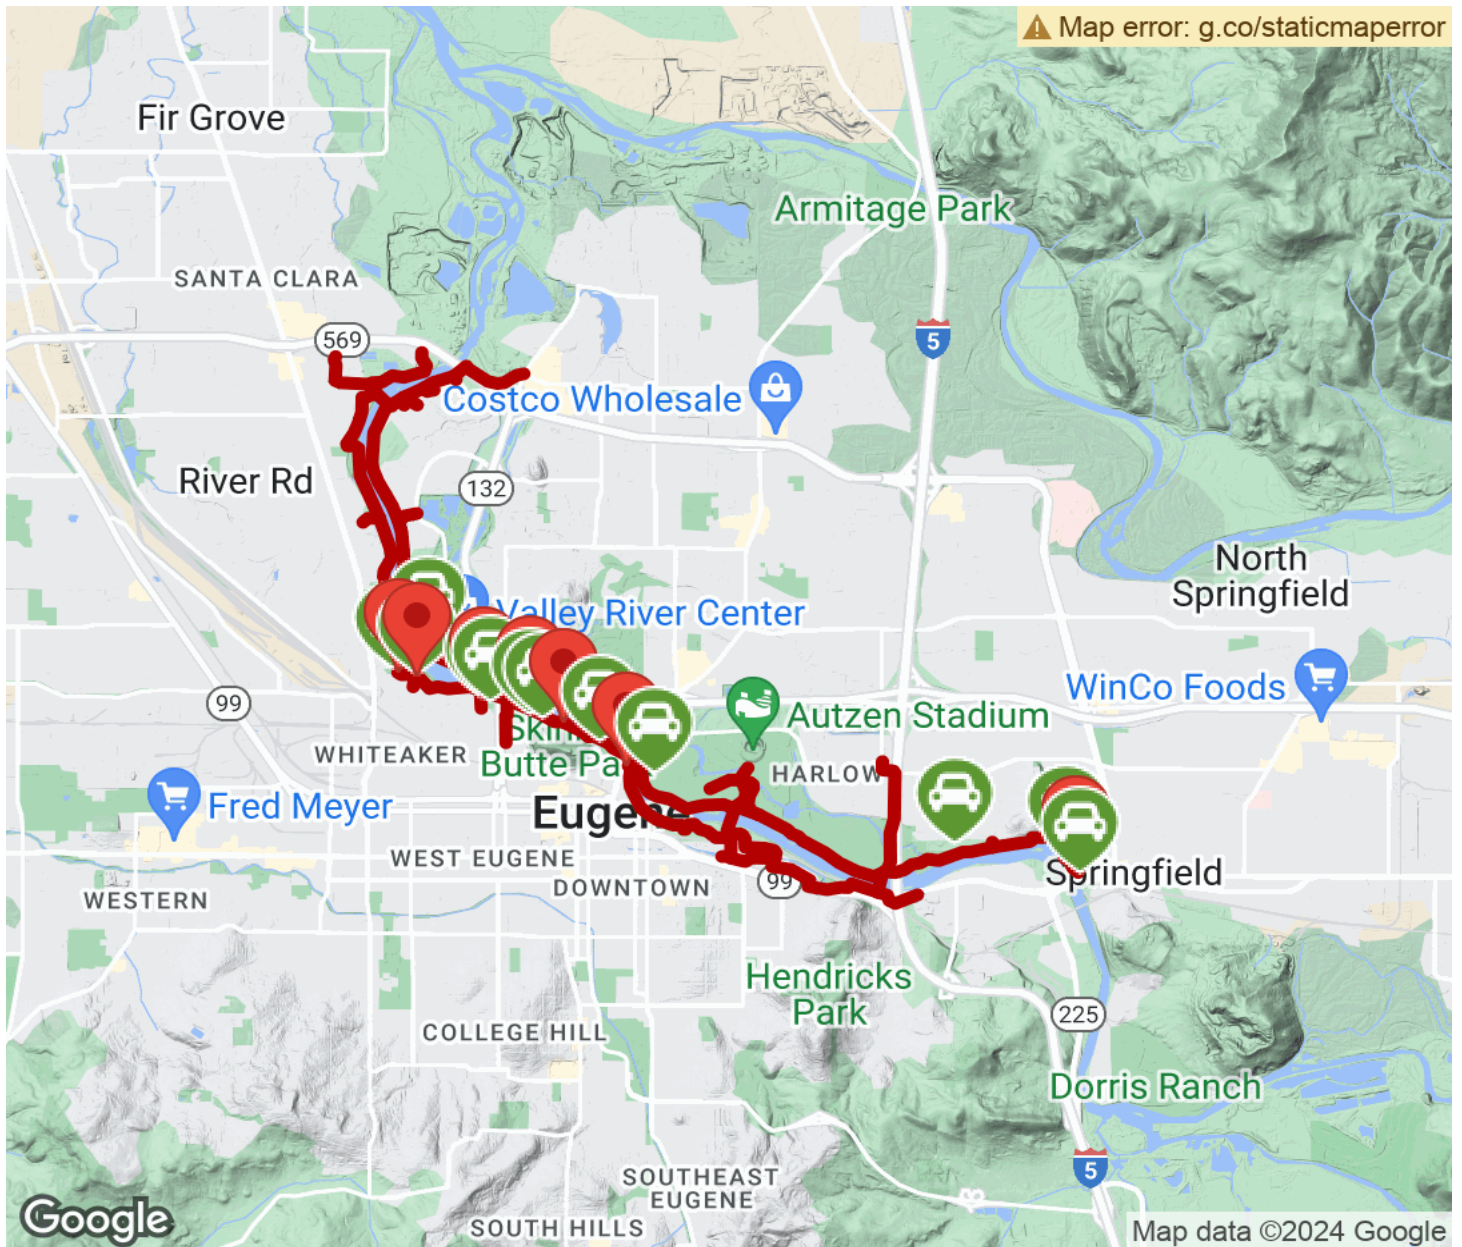 Map error: g.co/staticmaperror
Fir Grove
Armitage Park
SANTA CLARA
569
5
Costco Wholesale
River Rd
132
North
Springfield
Valley River Center
WinCo Foods
99
Autzen Stadium
WHITEAKER
Butte
HARLOW
Fred Meyer
Eugene
WEST EUGENE
DOWNTOWN
99
Springfield
WESTERN
Hendricks
Park
225
COLLEGE HILL
Dorris Ranch
5
SOUTHEAST
EUGENE
SOUTH HILLS
Google
Map data ©2024 Google